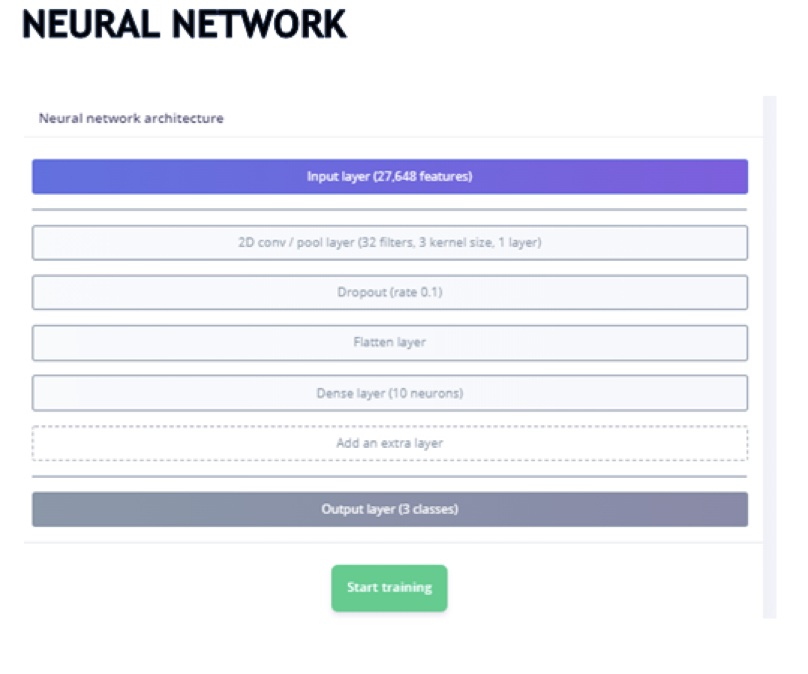 NEURAL NETWORK
Neural network architecture
Input layer (27,648 features)
2D conv / pool layer (32 filters, 3 kernel size, 1 layer)
Dropout (rate 0.1)
Flatten layer
Dense layer (10 neurons)
Add an extra layer
Output layer (3 classes)
Start training